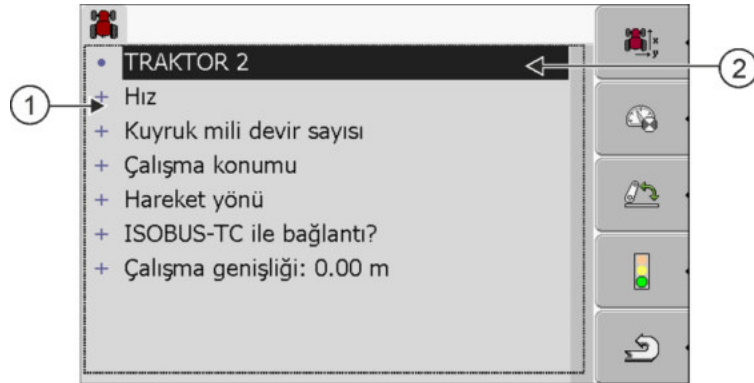 TRAKTOR 2
Hız
Kuyruk mili devir sayısı
Çalışma konumu
Hareket yönü
ISOBUS-TC ile bağlantı?
Çalışma genişliği: 0.00 m
1
2
x
y